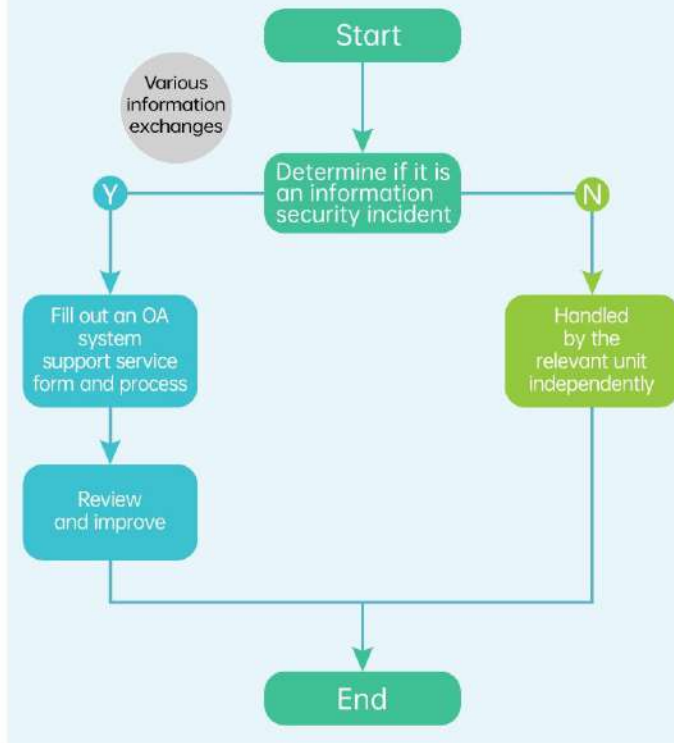 Start
Various
information
exchanges
Determine if it is
an information
security incident
Y
N
Fill out an OA
system
support service
form and process
Handled
by the
relevant unit
independently
Review
and improve
End